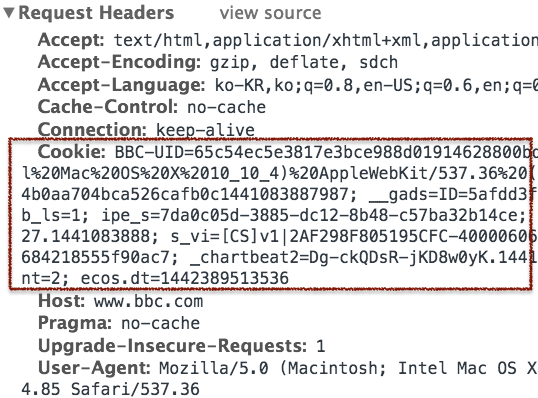 ▼Request Headers view source
Accept: text/html,application/xhtml+xml,application
Accept-Encoding: gzip, deflate, sdch
Accept-Language: ko-KR,ko;q=0.8,en-US;q=0.6,en;q=0
Cache-Control: no-cache
Connection: keep-alive
Cookie: BBC-UID=65c54ec5e3817e3bce988d01914628800bd
l%20Mac%20OS%20X%2010_10_4)%20AppleWebKit/537.36%20(
4b0aa704bca526cafb0c1441083887987; __gads=ID=5afdd3f
b_ls=1; ipe_s=7da0c05d-3885-dc12-8b48-c57ba32b14ce;
27.1441083888; s_vi=[CS]v1|2AF298F805195CFC-40000606
684218555f90ac7; _chartbeat2=Dg-ckQDsR-jKD8w0yK.1441
nt=2; ecos.dt=1442389513536
Host: www.bbc.com
Pragma: no-cache
Upgrade-Insecure-Requests: 1
User-Agent: Mozilla/5.0 (Macintosh; Intel Mac OS X
4.85 Safari/537.36